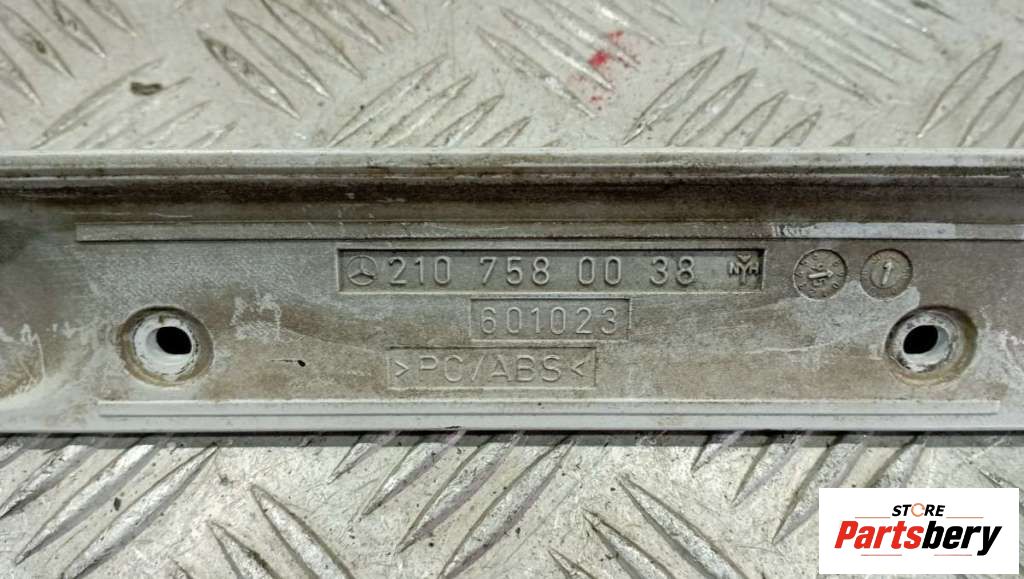 210 758 00 38
601023
>PC/ABS<
STORE
Partsbery